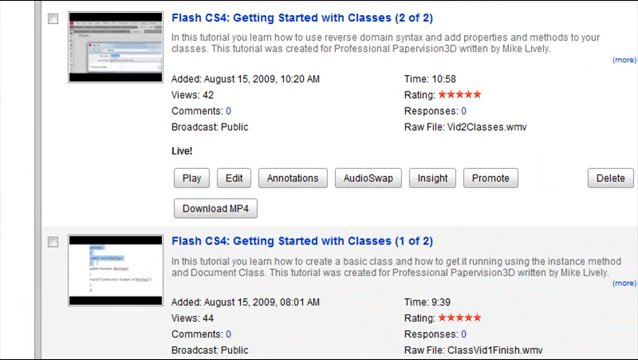 Flash CS4: Getting Started with Classes (2 of 2)
In this tutorial you learn how to use reverse domain syntax and add properties and methods to your
classes. This tutorial was created for Professional Papervision3D written by Mike Lively.
(more)
Added: August 15, 2009, 10:20 AM
Time: 10:58
Views: 42
Rating:
Comments: 0
Responses: 0
Broadcast: Public
Raw File: Vid2Classes.wmv
Live!
Play Edit Annotations AudioSwap Insight Promote Delete
Download MP4
Flash CS4: Getting Started with Classes (1 of 2)
In this tutorial you learn how to create a basic class and how to get it running using the instance method
and Document Class. This tutorial was created for Professional Papervision3D written by Mike Lively.
(more)
Added: August 15, 2009, 08:01 AM
Time: 9:39
Views: 44
Rating:
Comments: 0
Responses: 0
Broadcast: Public
Raw File: ClassVid1Finish.wmv